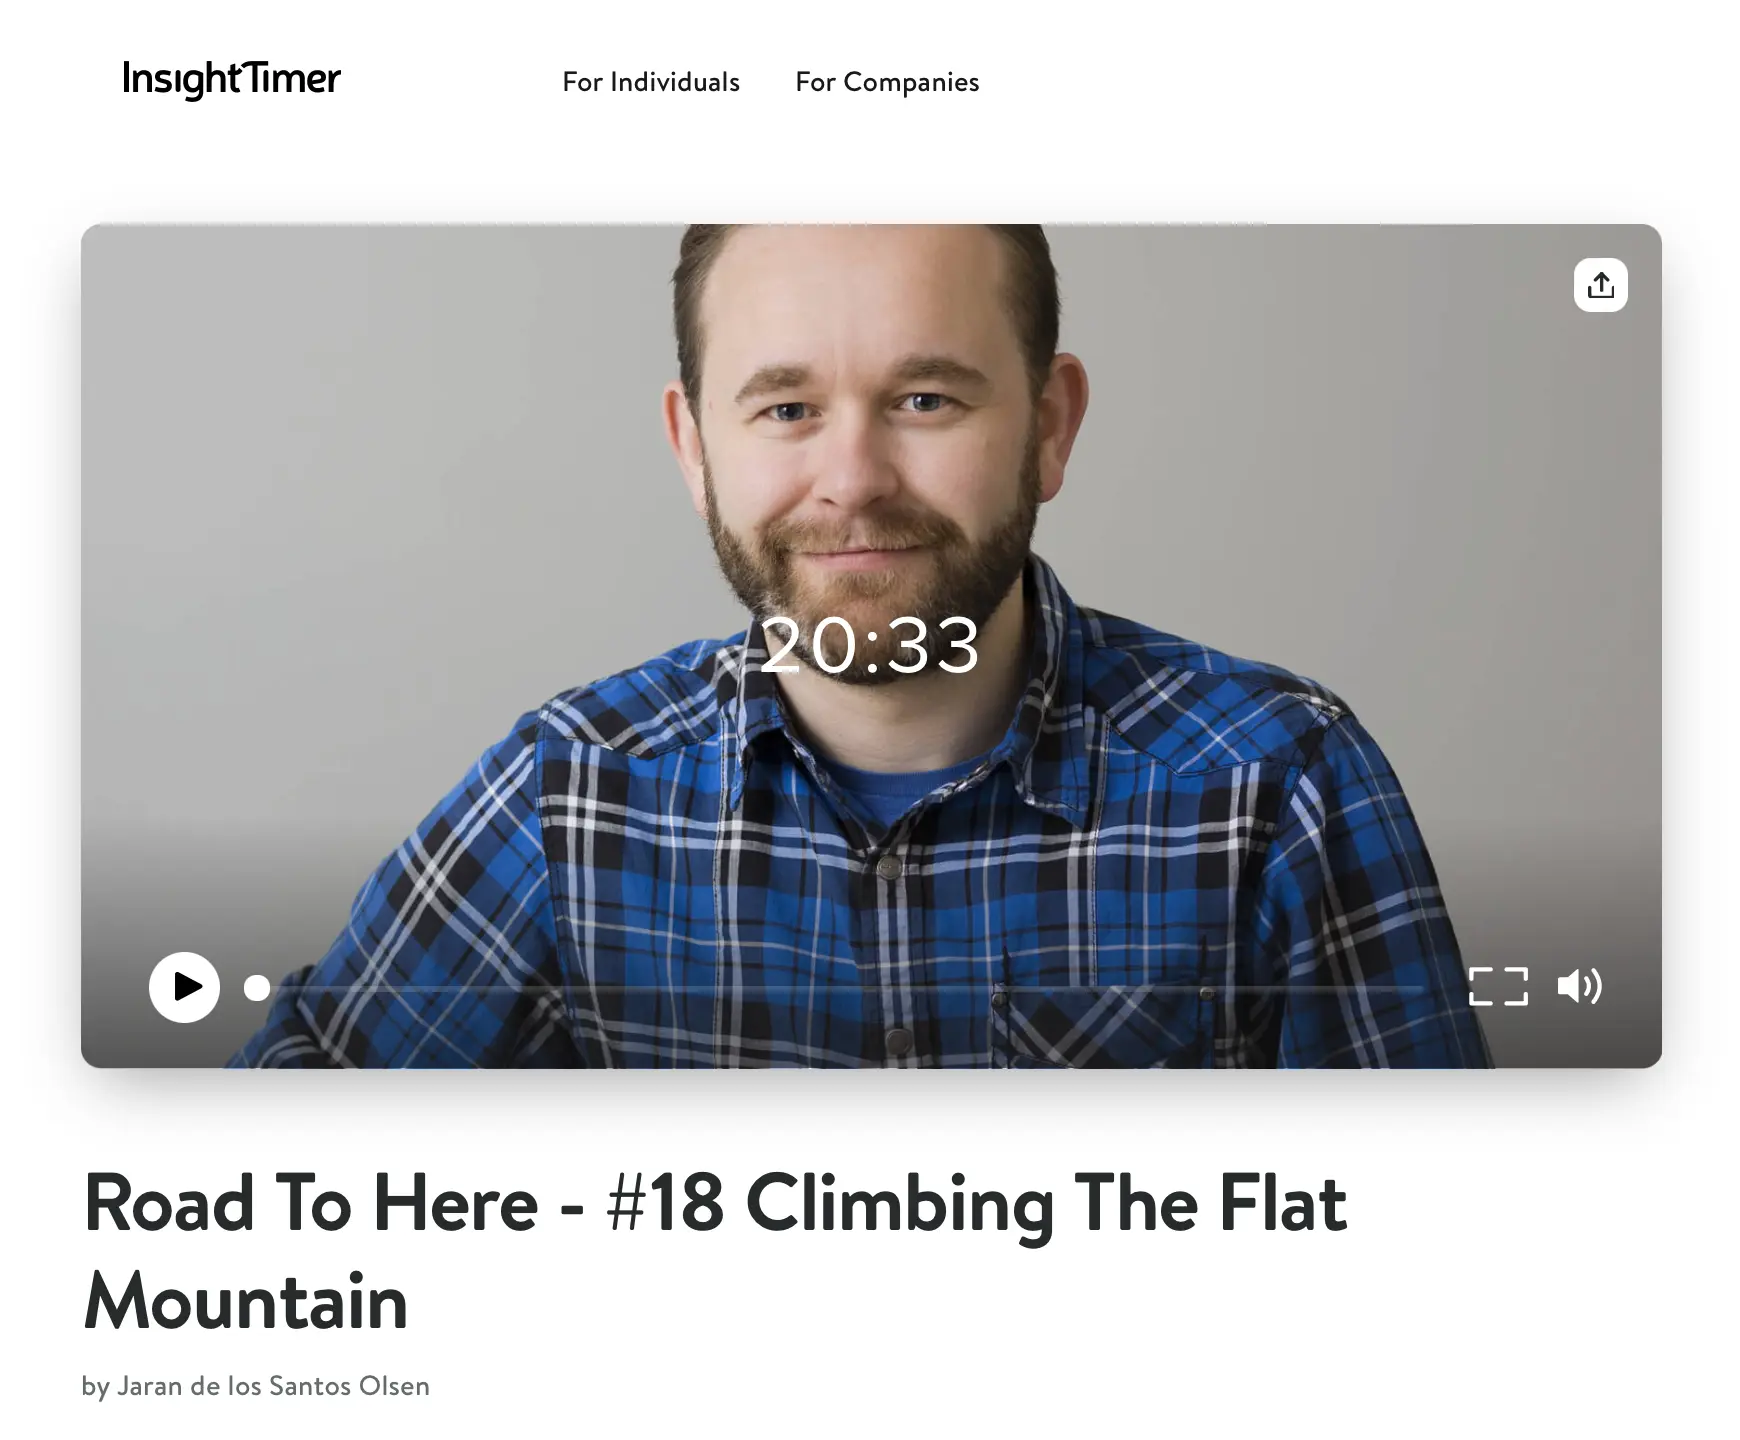 InsightTimer
For Individuals
For Companies
20:33
Road To Here - #18 Climbing The Flat
Mountain
by Jaran de los Santos Olsen